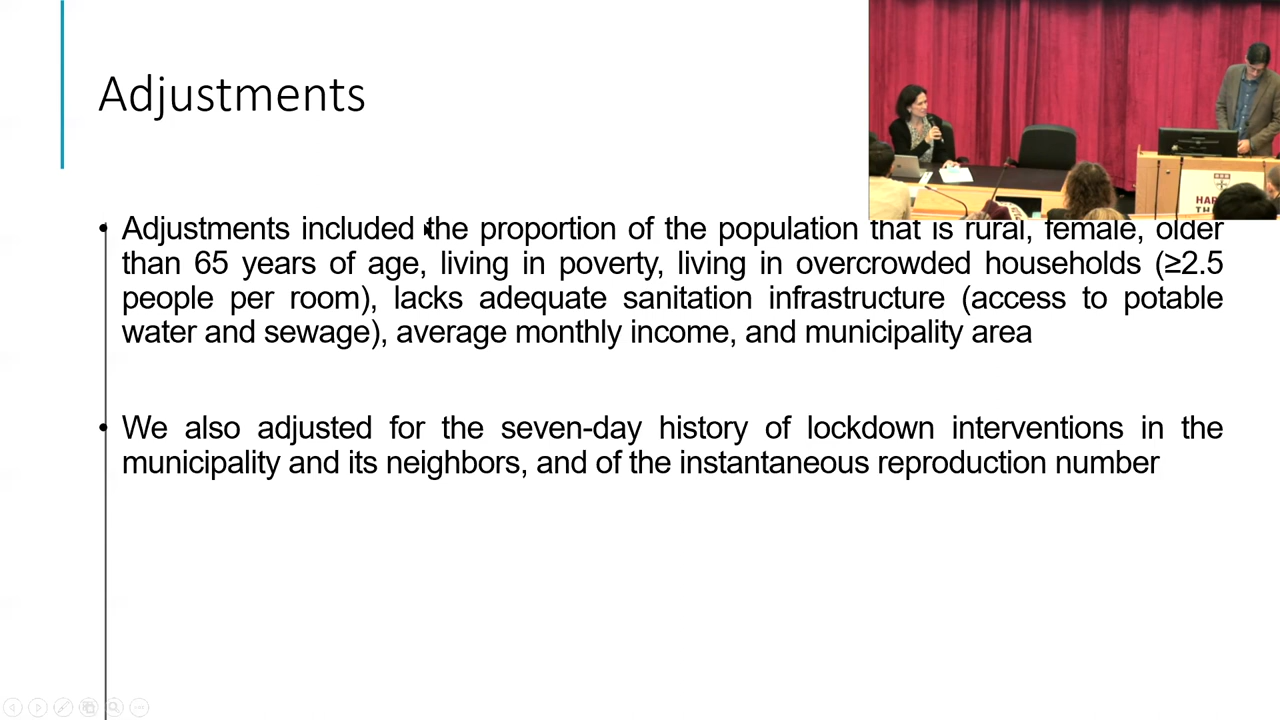 Adjustments
• Adjustments included the proportion of the population that is rural, female, older
than 65 years of age, living in poverty, living in overcrowded households (≥2.5
people per room), lacks adequate sanitation infrastructure (access to potable
water and sewage), average monthly income, and municipality area
• We also adjusted for the seven-day history of lockdown interventions in the
municipality and its neighbors, and of the instantaneous reproduction number